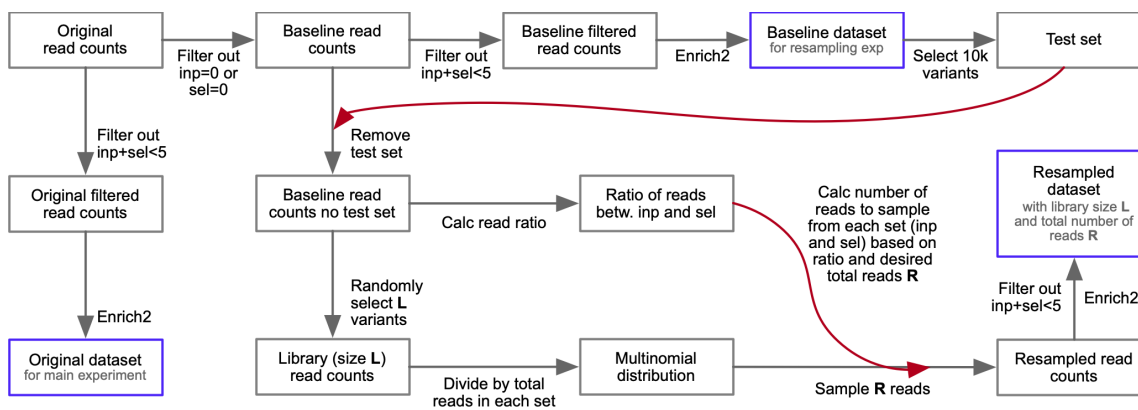 Original
read counts
Filter out
inp=0 or
sel=0
Baseline read
counts
Filter out
inp+sel<5
Baseline filtered
read counts
Enrich2
Baseline dataset
for resampling exp
Select 10k
variants
Test set
Filter out
inp+sel<5
Remove
test set
Original filtered
read counts
Baseline read
counts no test set
Calc read ratio
Ratio of reads
betw. inp and sel
Calc number of
reads to sample
from each set (inp
and sel) based on
ratio and desired
total reads R
Resampled
dataset
with library size L
and total number of
reads R
Enrich2
Randomly
select L
variants
Filter out
inp+sel<5
Enrich2
Original dataset
for main experiment
Library (size L)
read counts
Divide by total
reads in each set
Multinomial
distribution
Sample R reads
Resampled read
counts